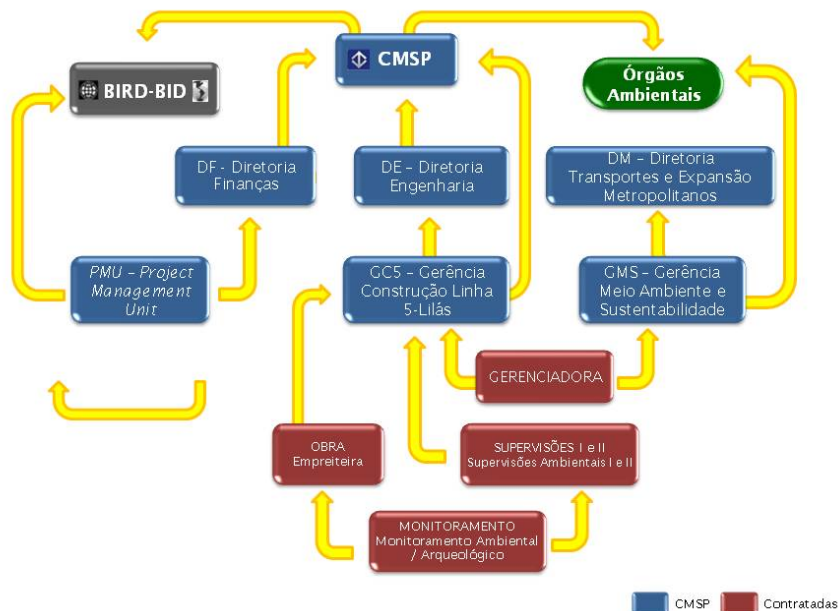 CMSP
BIRD-BID
Órgãos
Ambientais
DF - Diretoria
Finanças
DE – Diretoria
Engenharia
DM – Diretoria
Transportes e Expansão
Metropolitanos
PMU – Project
Management
Unit
GC5 – Gerência
Construção Linha
5-Lilás
GMS – Gerência
Meio Ambiente e
Sustentabilidade
GERENCIADORA
OBRA
Empreiteira
SUPERVISÕES I e II
Supervisões Ambientais I e II
MONITORAMENTO
Monitoramento Ambiental
/ Arqueológico
CMSP
Contratadas